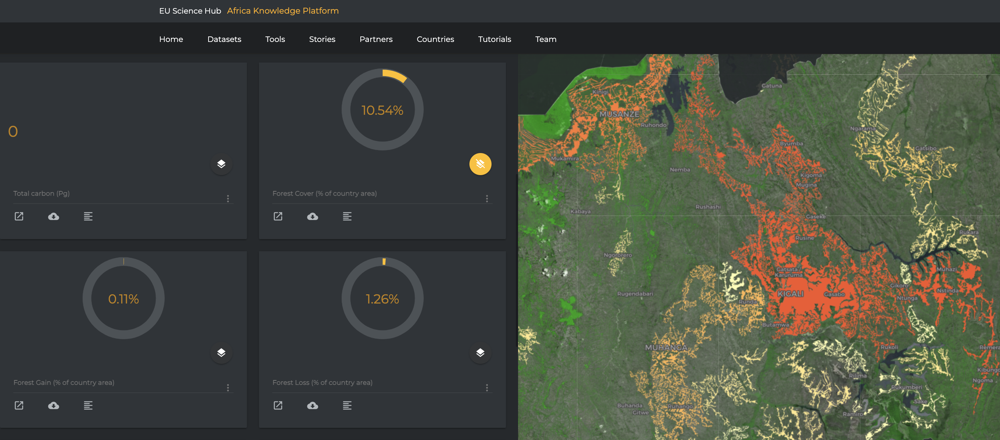 EU Science Hub Africa Knowledge Platform
Home Datasets Tools Stories Partners Countries Tutorials Team
0
Total carbon (Pg)
10.54%
Forest Cover (% of country area)
0.11%
Forest Gain (% of country area)
1.26%
Forest Loss (% of country area)
Gatuna
Kinigi
MUSANZE
Ruhondo
Ngarama
Byumba
Gatsibo
Mukamira
Nemba
Kigoma
Mugina
Rushashi
Kabaya
Gaseke
Rukara
Rusine
Ngororero
Gatsata /
Karuruma
Muhazi
Gikoro
Nstinda
Rugendabari
KIGALI
Gasabo
Ntunga
Runda
Butamwa
MUHANGA
Rukoli
Remera
Kibungo
Rilima
Ngoma
Rukumberi
Sake
Buhanda
Ruhango
Gitwe
Ramiro